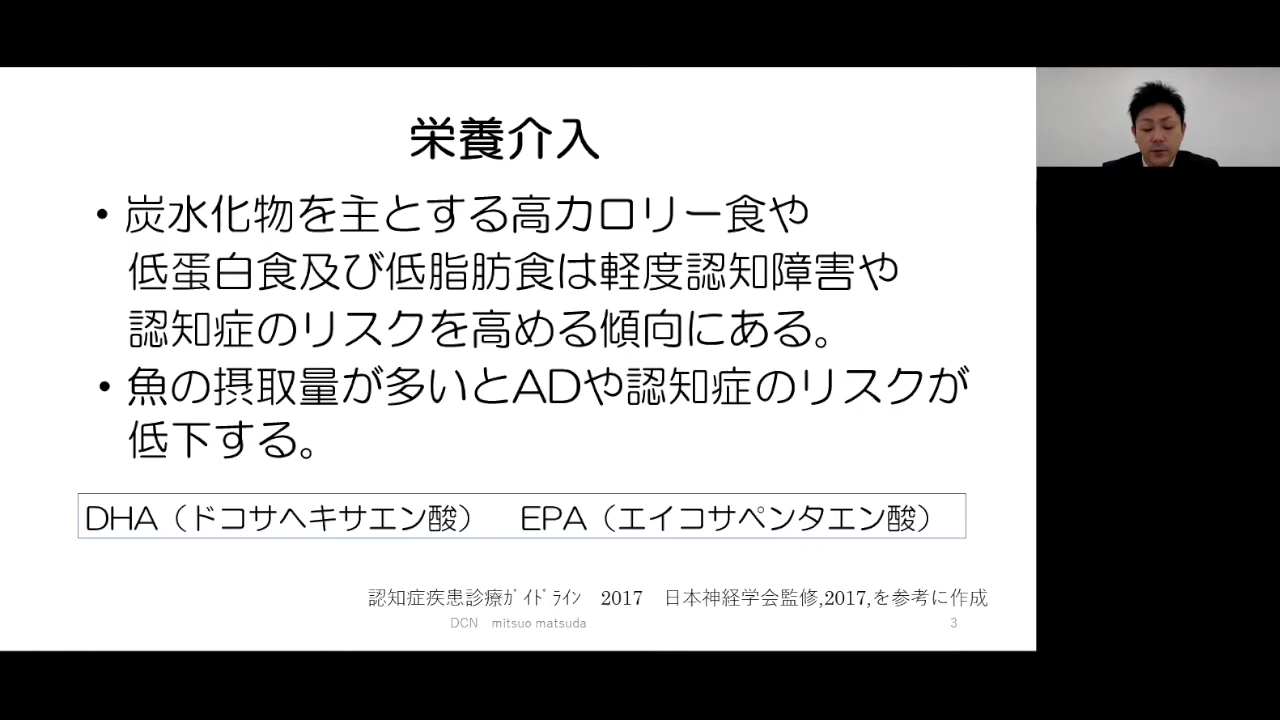 栄養介入
・炭水化物を主とする高カロリー食や
低蛋白食及び低脂肪食は軽度認知障害や
認知症のリスクを高める傾向にある。
・魚の摂取量が多いとADや認知症のリスクが
低下する。
DHA（ドコサヘキサエン酸）　EPA（エイコサペンタエン酸）
認知症疾患診療ｶﾞｲﾄﾞﾗｲﾝ　2017　日本神経学会監修,2017,を参考に作成
DCN　mitsuo matsuda
3